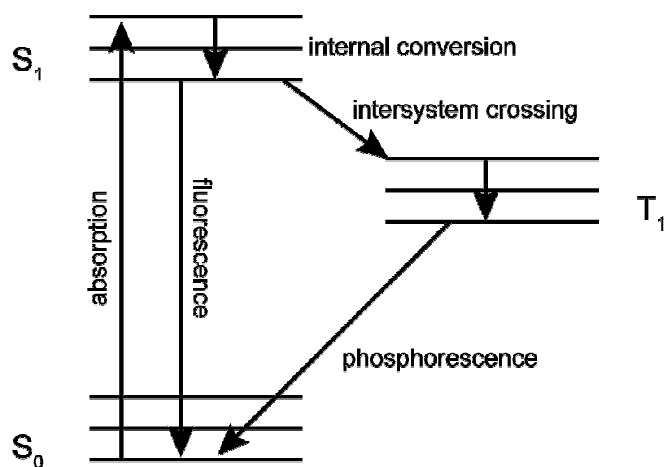 internal conversion
S₁
intersystem crossing
absorption
fluorescence
T₁
phosphorescence
S₀